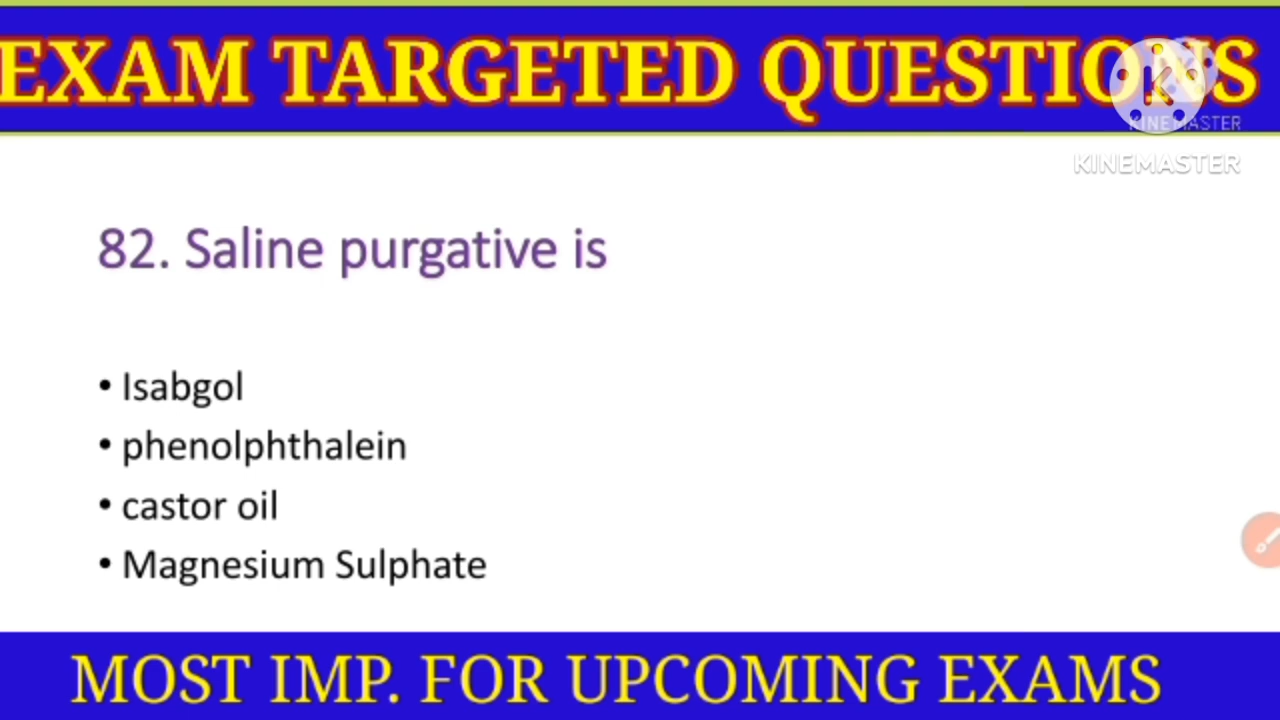 EXAM TARGETED QUESTIONS
KINEMASTER
KINEMASTER
82. Saline purgative is
• Isabgol
• phenolphthalein
• castor oil
• Magnesium Sulphate
MOST IMP. FOR UPCOMING EXAMS